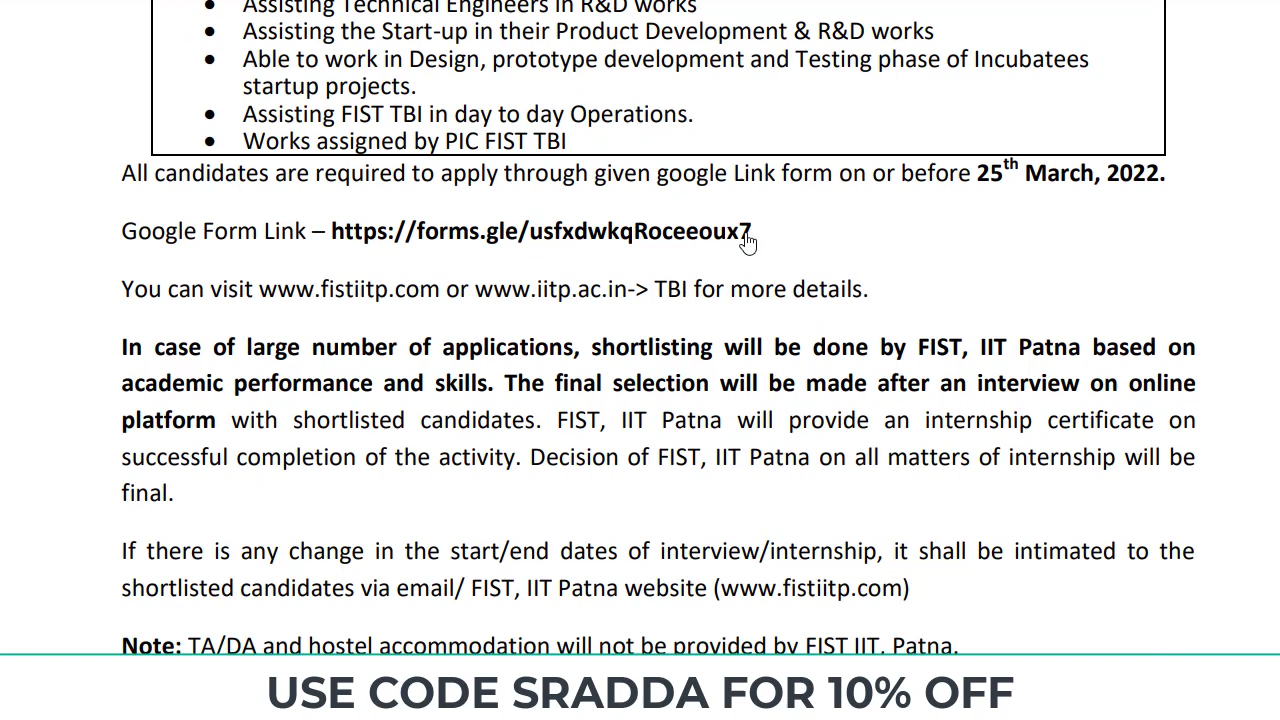 • Assisting Technical Engineers in R&D works
• Assisting the Start-up in their Product Development & R&D works
• Able to work in Design, prototype development and Testing phase of Incubatees
startup projects.
• Assisting FIST TBI in day to day Operations.
• Works assigned by PIC FIST TBI
All candidates are required to apply through given google Link form on or before 25th March, 2022.
Google Form Link – https://forms.gle/usfxdwkqRoceeoux7
You can visit www.fistiitp.com or www.iitp.ac.in-> TBI for more details.
In case of large number of applications, shortlisting will be done by FIST, IIT Patna based on
academic performance and skills. The final selection will be made after an interview on online
platform with shortlisted candidates. FIST, IIT Patna will provide an internship certificate on
successful completion of the activity. Decision of FIST, IIT Patna on all matters of internship will be
final.
If there is any change in the start/end dates of interview/internship, it shall be intimated to the
shortlisted candidates via email/ FIST, IIT Patna website (www.fistiitp.com)
Note: TA/DA and hostel accommodation will not be provided by FIST IIT, Patna.
USE CODE SRADDA FOR 10% OFF